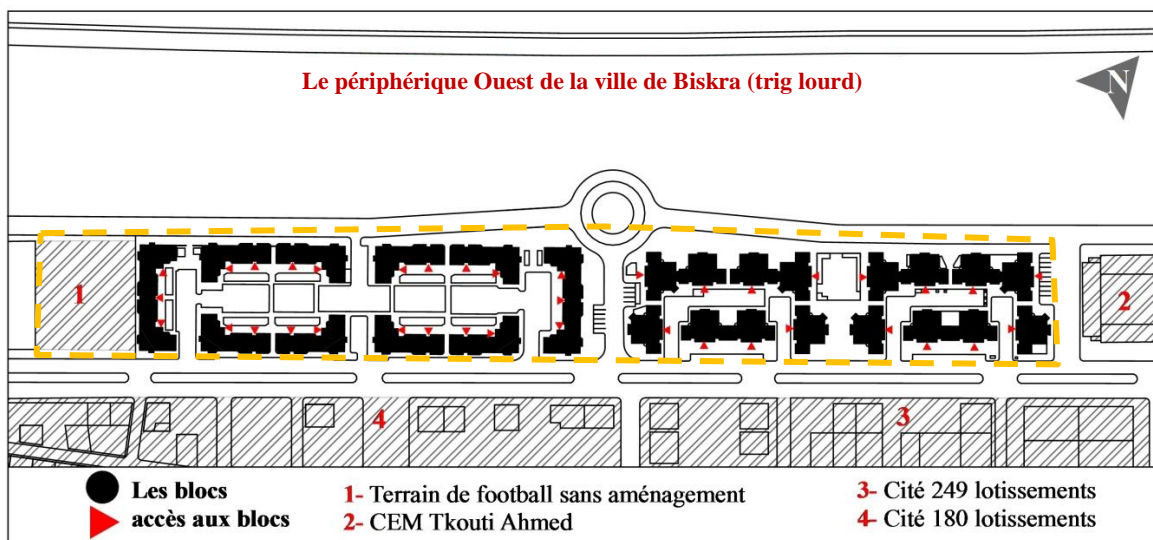 Le périphérique Ouest de la ville de Biskra (trig lourd)
N
1
2
4
3
Les blocs
accès aux blocs
1- Terrain de football sans aménagement
2- CEM Tkouti Ahmed
3- Cité 249 lotissements
4- Cité 180 lotissements